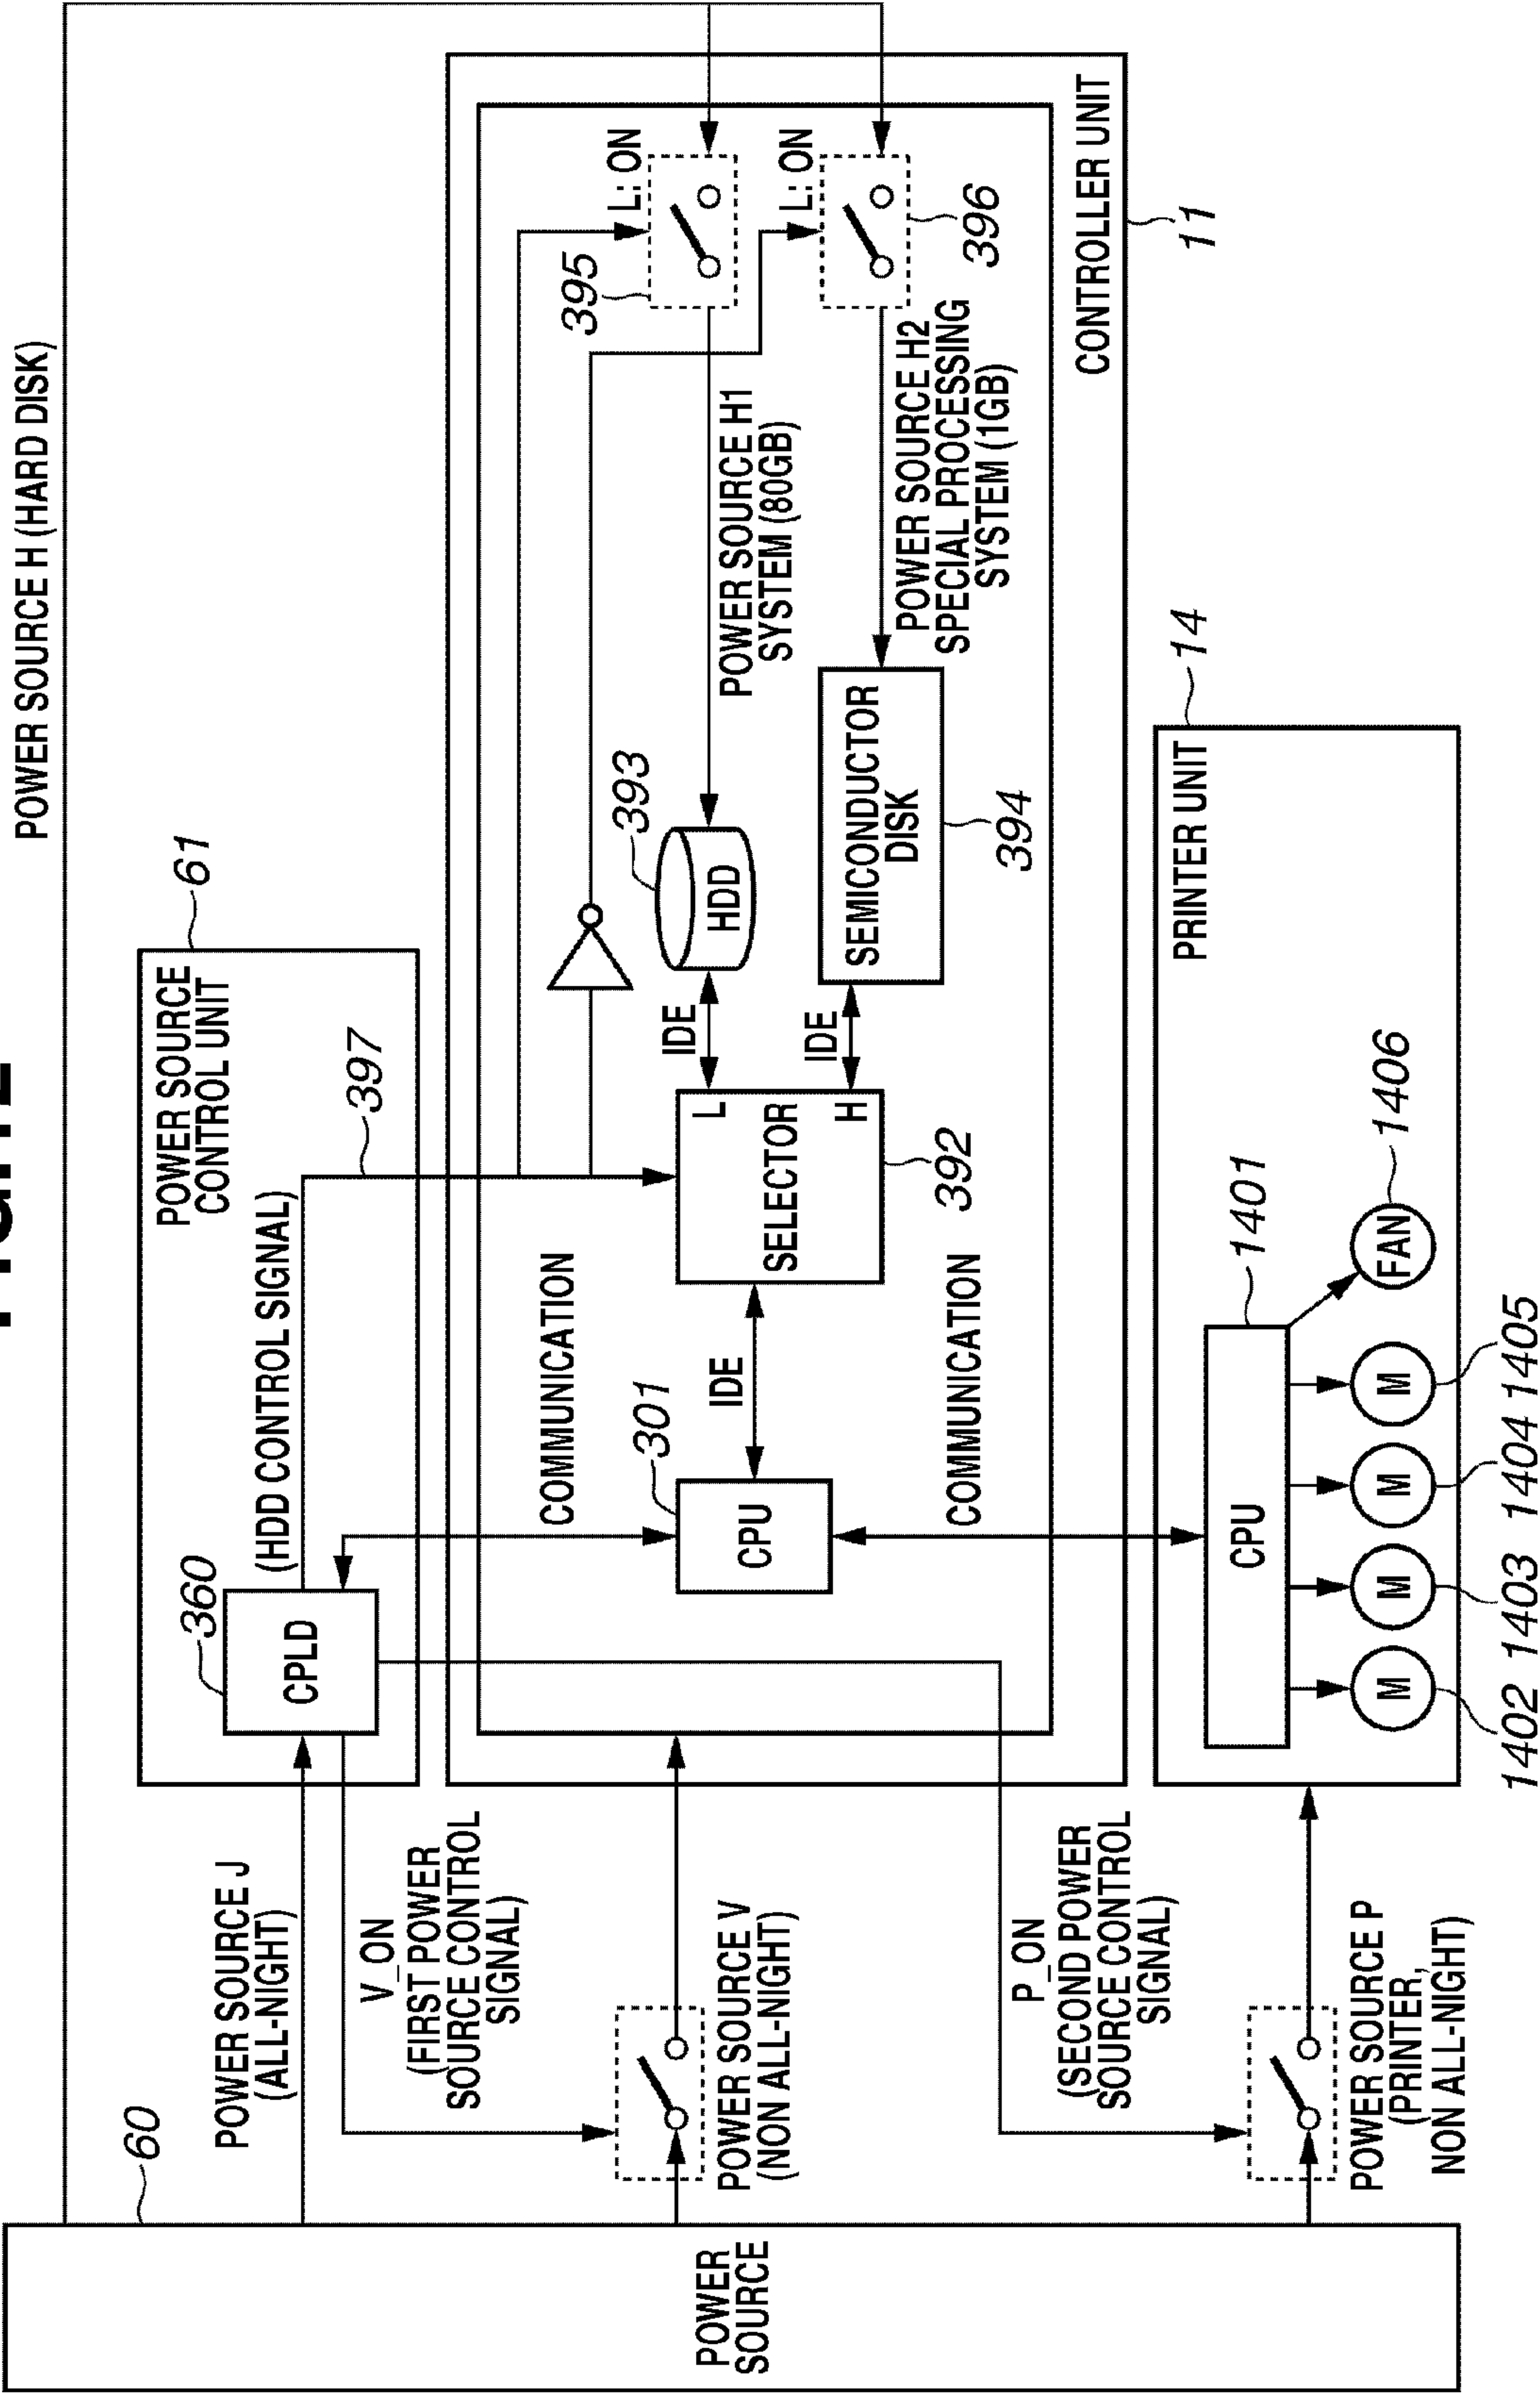 POWER SOURCE H (HARD DISK)
61
POWER SOURCE
CONTROL UNIT
397
(HDD CONTROL SIGNAL)
360
CPLD
60
POWER SOURCE J
(ALL-NIGHT)
V_ON
(FIRST POWER
SOURCE CONTROL
SIGNAL)
POWER
SOURCE
POWER SOURCE V
(NON ALL-NIGHT)
P_ON
(SECOND POWER
SOURCE CONTROL
SIGNAL)
POWER SOURCE P
(PRINTER,
NON ALL-NIGHT)
COMMUNICATION
301
CPU
IDE
COMMUNICATION
L
SELECTOR
H
392
IDE
393
HDD
IDE
SEMICONDUCTOR
DISK
394
395
L: ON
L: ON
396
POWER SOURCE H1
SYSTEM (80GB)
POWER SOURCE H2
SPECIAL PROCESSING
SYSTEM (1GB)
CONTROLLER UNIT
11
14
PRINTER UNIT
1401
CPU
1406
FAN
M
M
M
M
1402
1403
1404
1405